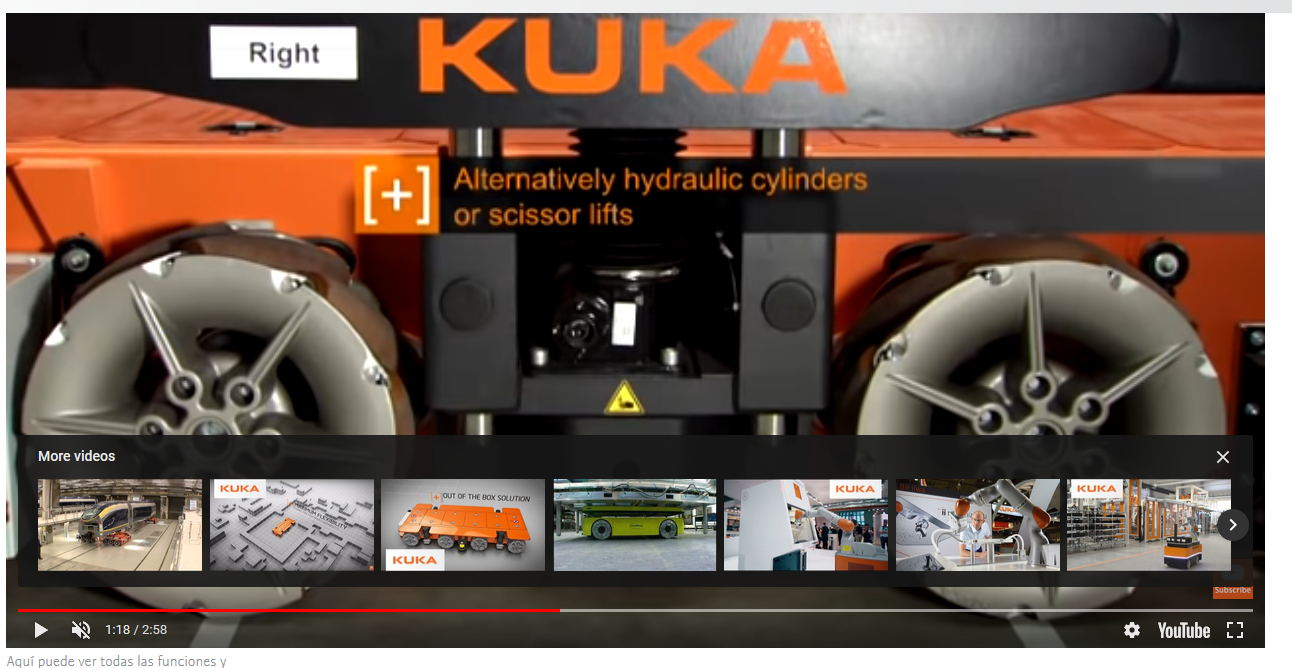 Right
KUKA
[+]
Alternatively hydraulic cylinders
or scissor lifts
More videos
KUKA
OUT OF THE BOX SOLUTION
KUKA
KUKA
KUKA
Subscribe
1:18 / 2:58
YouTube
Aquí puede ver todas las funciones y